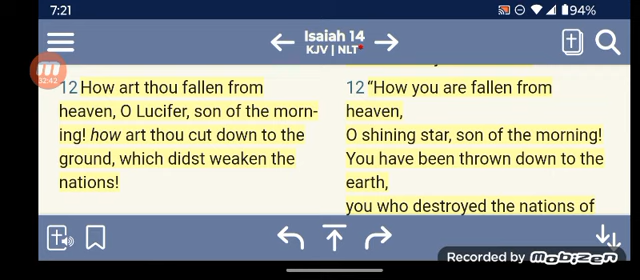 7:21
94%
Isaiah 14
KJV | NLT
32:42
12 How art thou fallen from
heaven, O Lucifer, son of the morn-
ing! how art thou cut down to the
ground, which didst weaken the
nations!
12 “How you are fallen from
heaven,
O shining star, son of the morning!
You have been thrown down to the
earth,
you who destroyed the nations of
Recorded by Mobizen